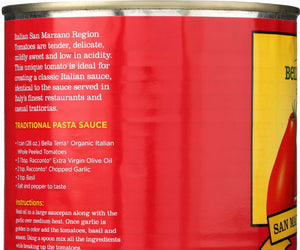 Italian San Marzano Region
Tomatoes are tender, delicate,
mildly sweet and low in acidity.
This unique tomato is ideal for
creating a classic Italian sauce,
identical to the sauce served in
Italy's finest restaurants and
casual trattorias.
TRADITIONAL PASTA SAUCE
• 1 can (28 oz.) Bella Terra® Organic Italian
Whole Peeled Tomatoes
• 3 Tbsp. Racconto® Extra Virgin Olive Oil
• 2 Tsp. Racconto® Chopped Garlic
• 2 Tbsp Basil
• Salt and pepper to taste
Instructions:
Heat oil in a large saucepan along with the
garlic over medium heat. Once garlic is
golden in color add the tomatoes, basil and
season. Using a spoon mix all the ingredients
while breaking up the tomatoes.
Be
SAN M